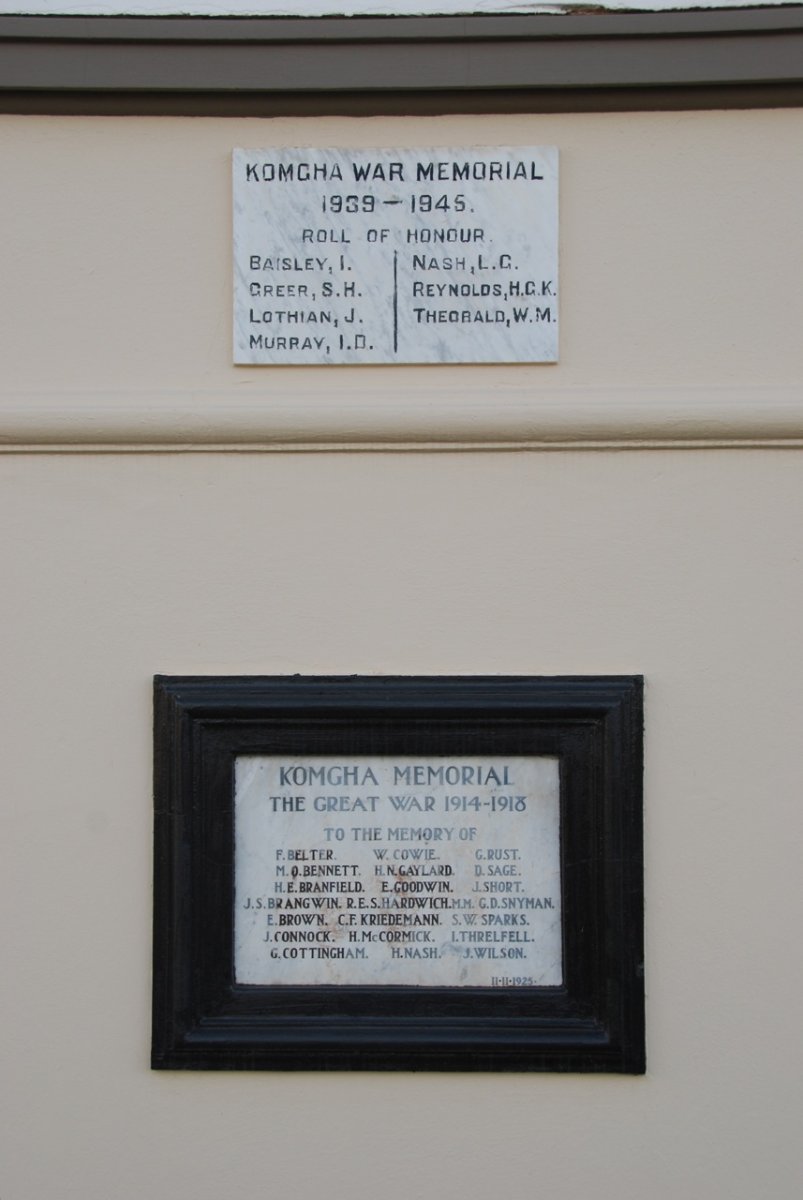 KOMGHA WAR MEMORIAL
1939 — 1945.
ROLL OF HONOUR.
BAISLEY, I. NASH, L.G.
GREER, S.H. REYNOLDS, H.G.K.
LOTHIAN, J. THEOBALD, W.M.
MURRAY, I.D.
KOMGHA MEMORIAL
THE GREAT WAR 1914-1918
TO THE MEMORY OF
F. BELTER. W. COWIE. G. RUST.
M.O. BENNETT. H.N. GAYLARD. D. SAGE.
H.E. BRANFIELD. E. GOODWIN. J. SHORT.
J.S. BRANGWIN. R.E.S. HARDWICH. M.M. G.D. SNYMAN.
E. BROWN. C.F. KRIEDEMANN. S.W. SPARKS.
J. CONNOCK. H. McCORMICK. I. THRELFELL.
G. COTTINGHAM. H. NASH. J. WILSON.
11·11·1925·